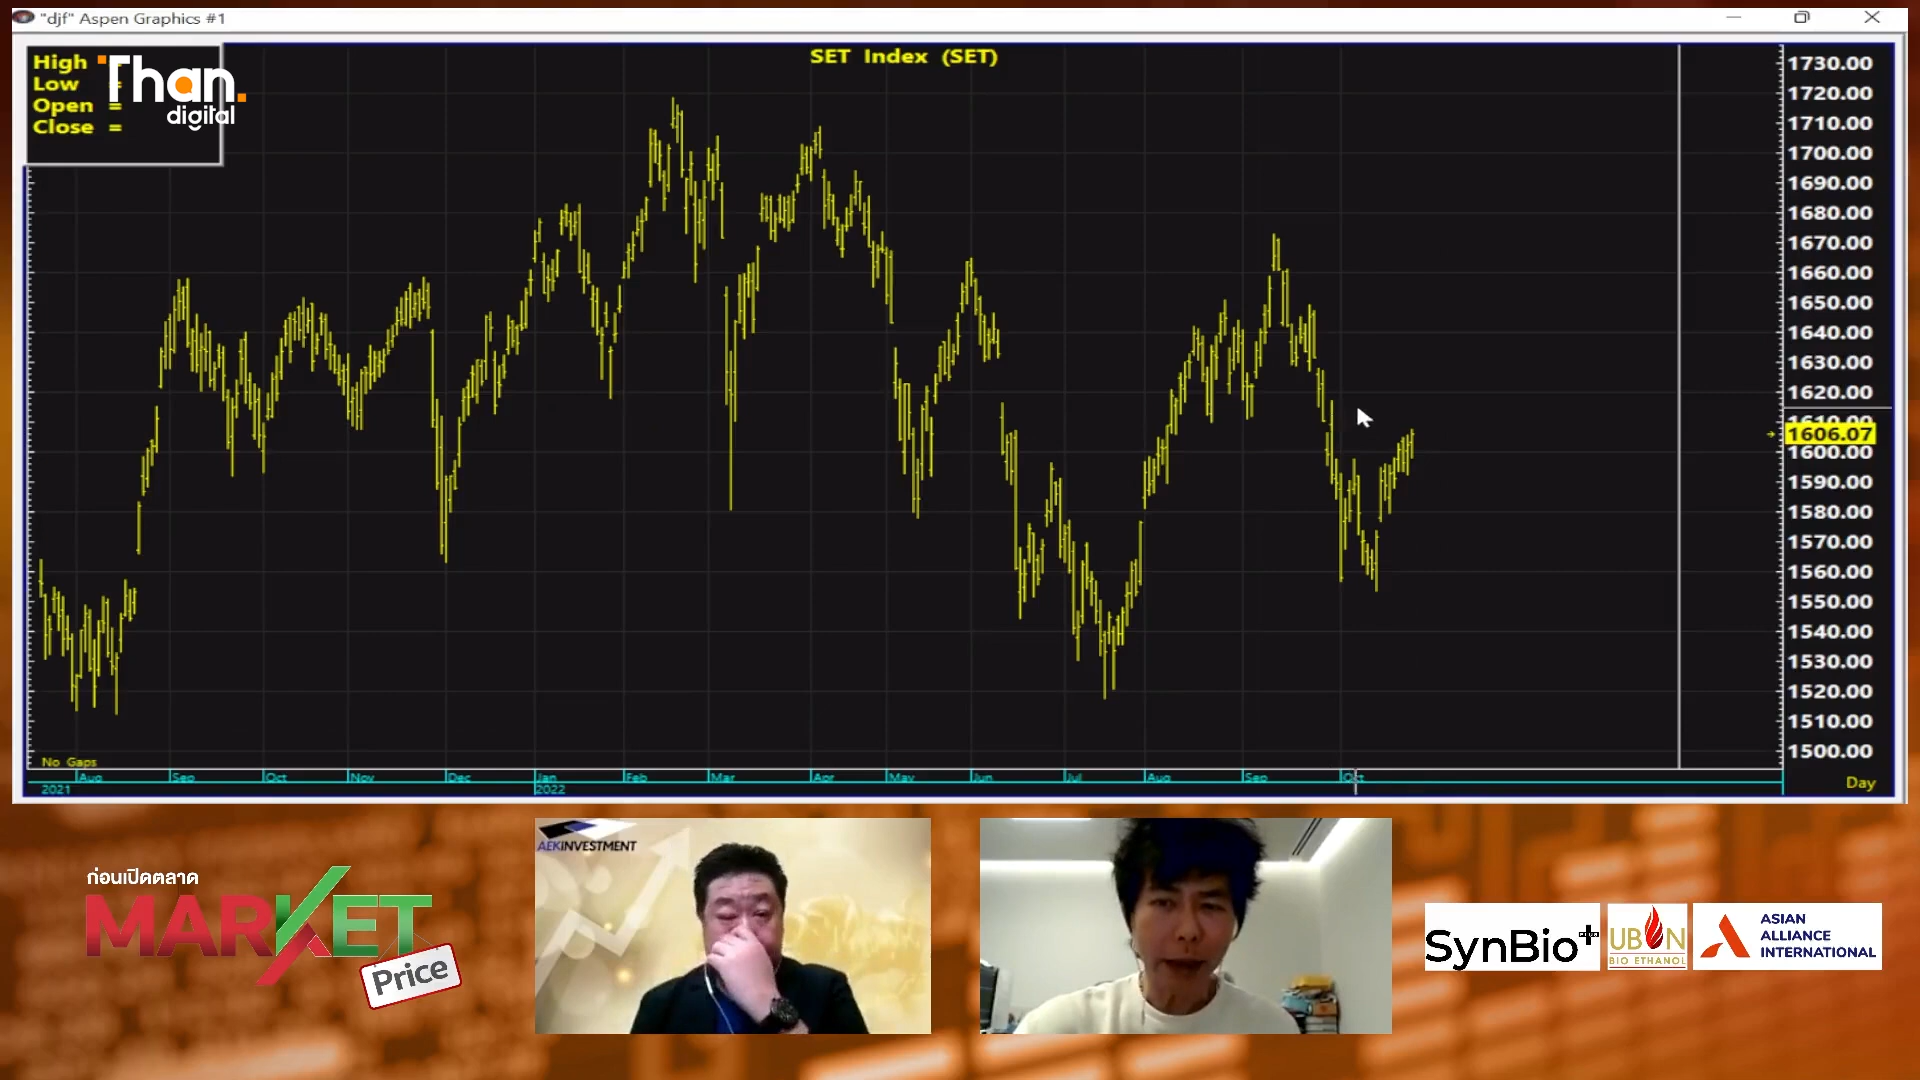 "djf" Aspen Graphics #1
SET Index (SET)
High =
Low =
Open =
Close =
Than.
digital
1730.00
1720.00
1710.00
1700.00
1690.00
1680.00
1670.00
1660.00
1650.00
1640.00
1630.00
1620.00
1610.00
1606.07
1600.00
1590.00
1580.00
1570.00
1560.00
1550.00
1540.00
1530.00
1520.00
1510.00
1500.00
No Gaps
Aug Sep Oct Nov Dec Jan Feb Mar Apr May Jun Jul Aug Sep Oct
2021 2022
Day
ก่อนเปิดตลาด
MARKET
Price
AEKINVESTMENT
SynBio+
PLUS
UBON
BIO ETHANOL
ASIAN
ALLIANCE
INTERNATIONAL